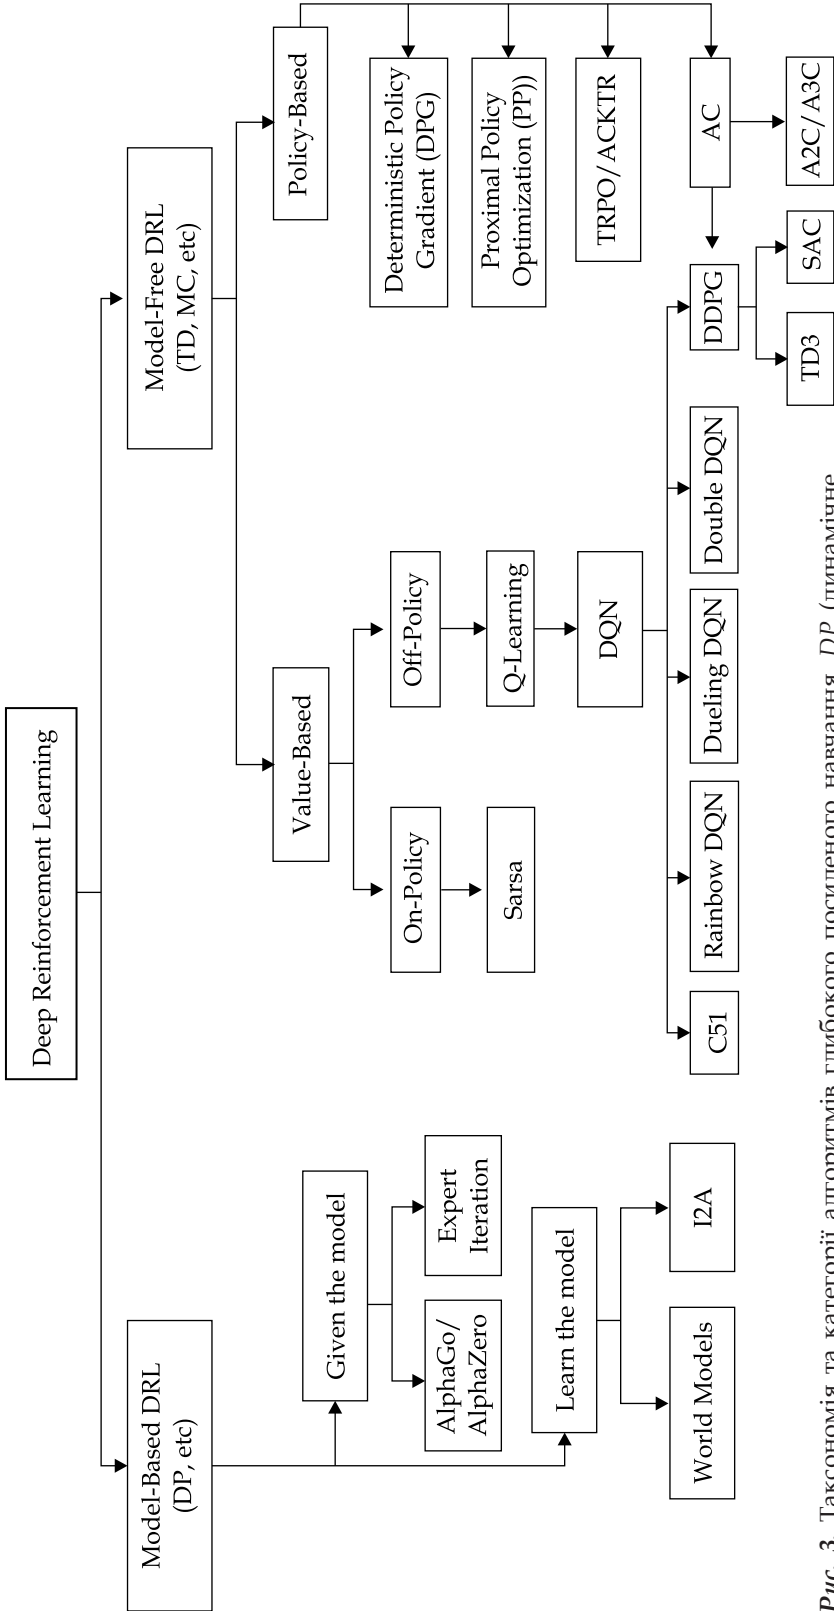 Deep Reinforcement Learning
Model-Based DRL
(DP, etc)
Model-Free DRL
(TD, MC, etc)
Given the model
AlphaGo/
AlphaZero
Expert
Iteration
Learn the model
World Models
I2A
Value-Based
Policy-Based
On-Policy
Off-Policy
Sarsa
Q-Learning
DQN
C51
Rainbow DQN
Dueling DQN
Double DQN
DDPG
TD3
SAC
Deterministic Policy
Gradient (DPG)
Proximal Policy
Optimization (PP))
TRPO/ACKTR
AC
A2C/A3C
Рис. 3. Таксономія та категорії алгоритмів глибокого посиленого навчання. DP (динамічне